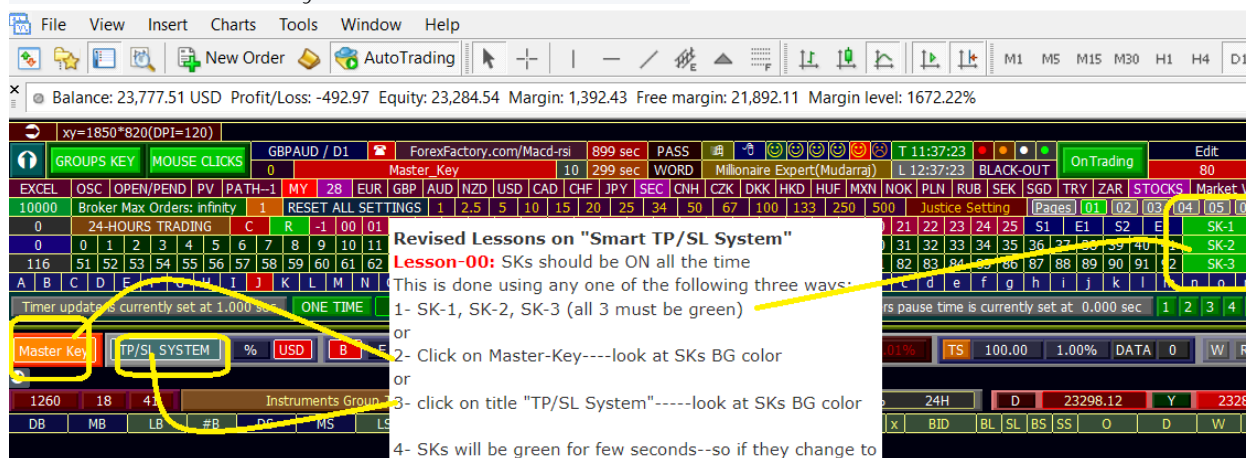 File View Insert Charts Tools Window Help
New Order AutoTrading M1 M5 M15 M30 H1 H4 D1
Balance: 23,777.51 USD Profit/Loss: -492.97 Equity: 23,284.54 Margin: 1,392.43 Free margin: 21,892.11 Margin level: 1672.22%
xy=1850*820(DPI=120)
GROUPS KEY MOUSE CLICKS GBPAUD / D1 ForexFactory.com/Macd-rsi 899 sec PASS T 11:37:23 OnTrading Edit
0 Master_Key 10 299 sec WORD Millionaire Expert(Mudarraj) L 12:37:23 BLACK-OUT 80
EXCEL OSC OPEN/PEND PV PATH--1 MY 28 EUR GBP AUD NZD USD CAD CHF JPY SEC CNH CZK DKK HKD HUF MXN NOK PLN RUB SEK SGD TRY ZAR STOCKS Market
10000 Broker Max Orders: infinity 1 RESET ALL SETTINGS 1 2.5 5 10 15 20 25 34 50 67 100 133 250 500 Justice Setting Pages 01 02 03 04 05
0 24-HOURS TRADING C R -1 00 01 21 22 23 24 25 S1 E1 S2 SK-1
0 0 1 2 3 4 5 6 7 8 9 10 11 31 32 33 34 35 36 37 38 39 40 SK-2
116 51 52 53 54 55 56 57 58 59 60 61 62 82 83 84 85 86 87 88 89 90 91 SK-3
A B C D E I J K L M N c d e f g h i j k l n o
Timer update is currently set at 1.000 sec ONE TIME pause time is currently set at 0.000 sec 1 2 3 4
Master Key TP/SL SYSTEM % USD B TS 100.00 1.00% DATA 0 W
1260 18 Instruments Group 24H D 23298.12 Y
DB MB LB #B MS x BID BL SL BS SS O D W
Revised Lessons on "Smart TP/SL System"
Lesson-00: SKs should be ON all the time
This is done using any one of the following three ways:
1- SK-1, SK-2, SK-3 (all 3 must be green)
or
2- Click on Master-Key----look at SKs BG color
or
3- click on title "TP/SL System"-----look at SKs BG color
4- SKs will be green for few seconds--so if they change to